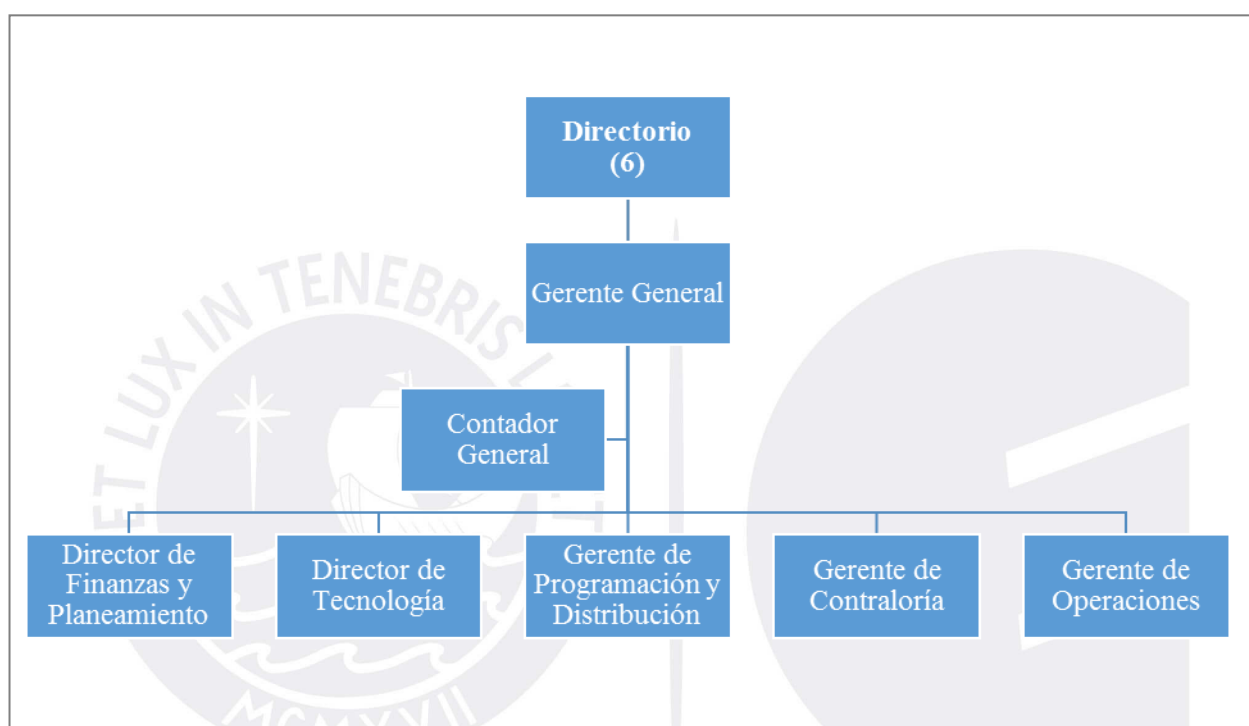 Directorio
(6)
Gerente General
Contador
General
Director de
Finanzas y
Planeamiento
Director de
Tecnología
Gerente de
Programación y
Distribución
Gerente de
Contraloría
Gerente de
Operaciones
ET LUX IN TENEBRIS
MCMXVII